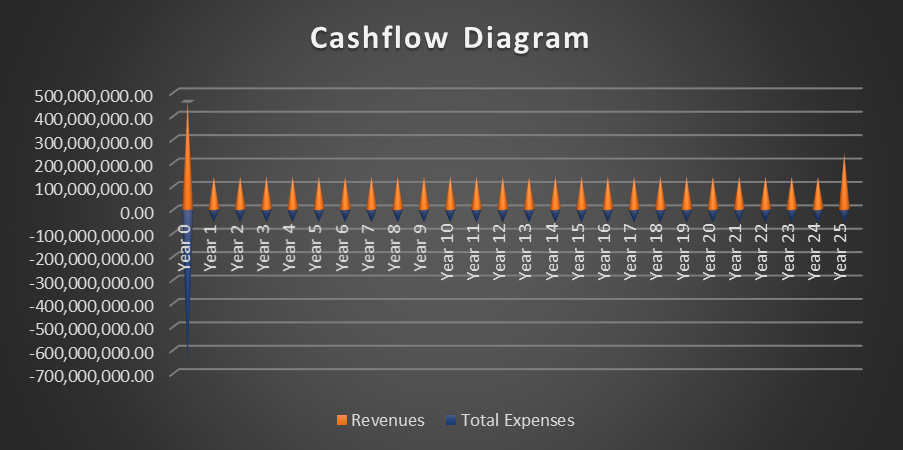 Cashflow Diagram
500,000,000.00
400,000,000.00
300,000,000.00
200,000,000.00
100,000,000.00
0.00
-100,000,000.00
-200,000,000.00
-300,000,000.00
-400,000,000.00
-500,000,000.00
-600,000,000.00
-700,000,000.00
Year 0
Year 1
Year 2
Year 3
Year 4
Year 5
Year 6
Year 7
Year 8
Year 9
Year 10
Year 11
Year 12
Year 13
Year 14
Year 15
Year 16
Year 17
Year 18
Year 19
Year 20
Year 21
Year 22
Year 23
Year 24
Year 25
Revenues Total Expenses